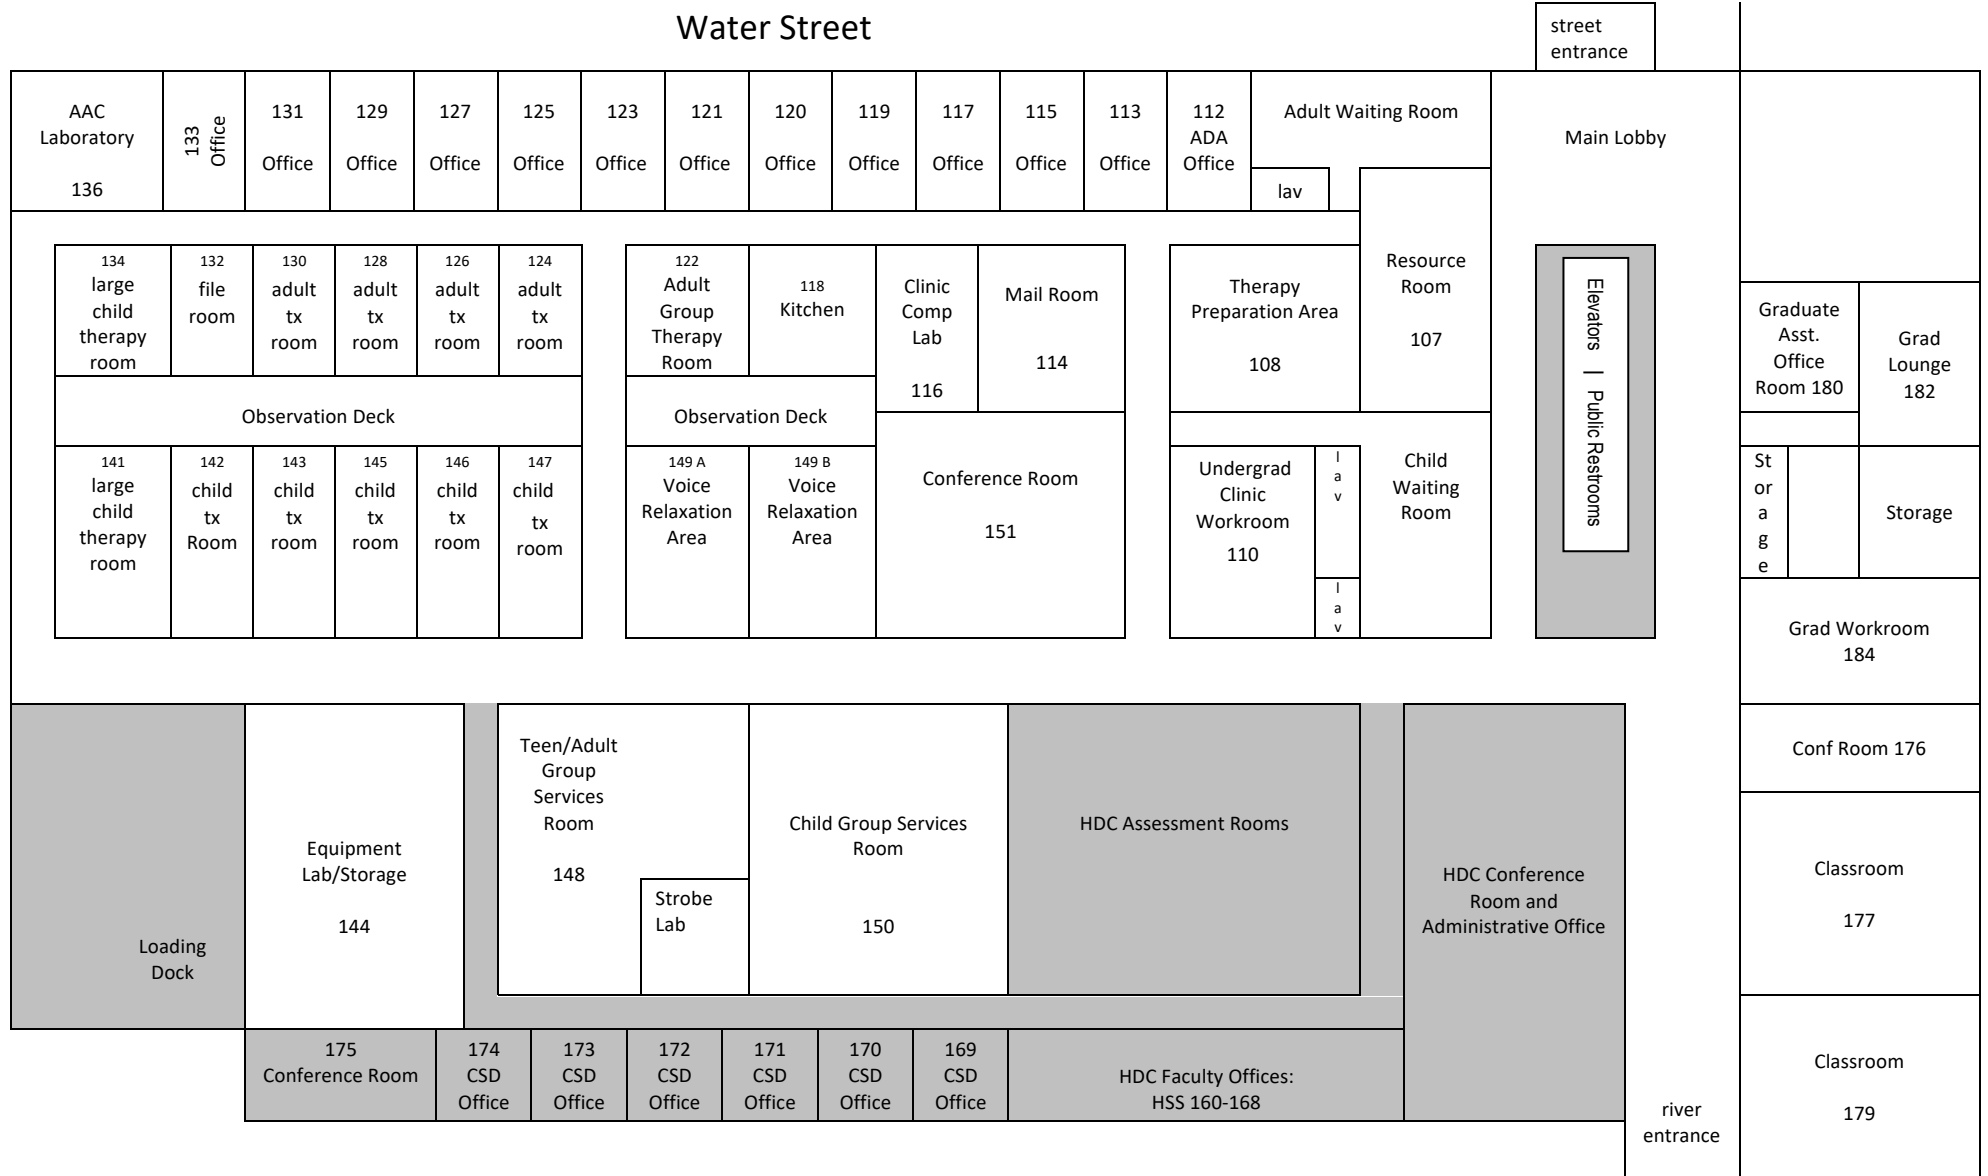 Water Street
street
entrance
AAC
Laboratory
136
133
Office
131
Office
129
Office
127
Office
125
Office
123
Office
121
Office
120
Office
119
Office
117
Office
115
Office
113
Office
112
ADA
Office
Adult Waiting Room
lav
Main Lobby
134
large
child
therapy
room
132
file
room
130
adult
tx
room
128
adult
tx
room
126
adult
tx
room
124
adult
tx
room
122
Adult
Group
Therapy
Room
118
Kitchen
Clinic
Comp
Lab
116
Mail Room
114
Therapy
Preparation Area
108
Resource
Room
107
Elevators | Public Restrooms
Graduate
Asst.
Office
Room 180
Grad
Lounge
182
Observation Deck
Observation Deck
141
large
child
therapy
room
142
child
tx
Room
143
child
tx
room
145
child
tx
room
146
child
tx
room
147
child
tx
room
149 A
Voice
Relaxation
Area
149 B
Voice
Relaxation
Area
Conference Room
151
Undergrad
Clinic
Workroom
110
l
a
v
l
a
v
Child
Waiting
Room
St
or
a
g
e
Storage
Grad Workroom
184
Conf Room 176
Classroom
177
Classroom
179
Loading
Dock
Equipment
Lab/Storage
144
Teen/Adult
Group
Services
Room
148
Strobe
Lab
Child Group Services
Room
150
HDC Assessment Rooms
HDC Conference
Room and
Administrative Office
175
Conference Room
174
CSD
Office
173
CSD
Office
172
CSD
Office
171
CSD
Office
170
CSD
Office
169
CSD
Office
HDC Faculty Offices:
HSS 160-168
river
entrance